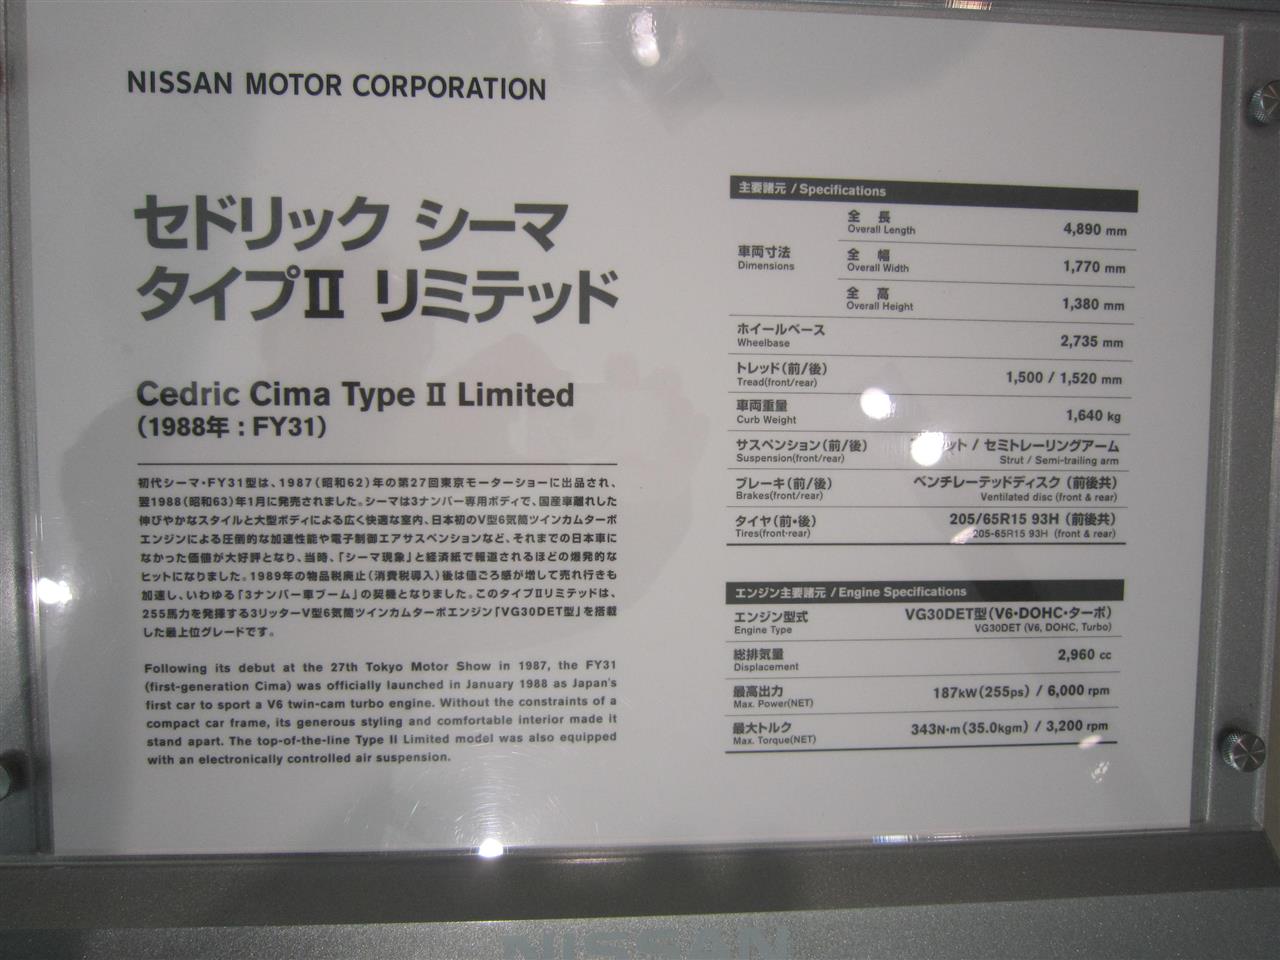 NISSAN MOTOR CORPORATION
セドリック シーマ
タイプⅡ リミテッド
Cedric Cima Type Ⅱ Limited
(1988年 : FY31)
初代シーマ・FY31型は、1987(昭和62)年の第27回東京モーターショーに出品され、
翌1988(昭和63)年1月に発売されました。シーマは3ナンバー専用ボディで、国産車離れした
伸びやかなスタイルと大型ボディによる広く快適な室内、日本初のV型6気筒ツインカムターボ
エンジンによる圧倒的な加速性能や電子制御エアサスペンションなど、それまでの日本車に
なかった価値が大好評となり、当時、「シーマ現象」と経済紙で報道されるほどの爆発的な
ヒットになりました。1989年の物品税廃止(消費税導入)後は値ごろ感が増して売れ行きも
加速し、いわゆる「3ナンバー車ブーム」の契機となりました。このタイプⅡリミテッドは、
255馬力を発揮する3リッターV型6気筒ツインカムターボエンジン「VG30DET型」を搭載
した最上位グレードです。
Following its debut at the 27th Tokyo Motor Show in 1987, the FY31
(first-generation Cima) was officially launched in January 1988 as Japan's
first car to sport a V6 twin-cam turbo engine. Without the constraints of a
compact car frame, its generous styling and comfortable interior made it
stand apart. The top-of-the-line Type II Limited model was also equipped
with an electronically controlled air suspension.
主要諸元 / Specifications
車両寸法
Dimensions
全 長
Overall Length
4,890 mm
全 幅
Overall Width
1,770 mm
全 高
Overall Height
1,380 mm
ホイールベース
Wheelbase
2,735 mm
トレッド(前/後)
Tread(front/rear)
1,500 / 1,520 mm
車両重量
Curb Weight
1,640 kg
サスペンション(前/後)
Suspension(front/rear)
ット / セミトレーリングアーム
Strut / Semi-trailing arm
ブレーキ(前/後)
Brakes(front/rear)
ベンチレーテッドディスク (前後共)
Ventilated disc (front & rear)
タイヤ(前・後)
Tires(front・rear)
205/65R15 93H (前後共)
205-65R15 93H (front & rear)
エンジン主要諸元 / Engine Specifications
エンジン型式
Engine Type
VG30DET型(V6・DOHC・ターボ)
VG30DET (V6, DOHC, Turbo)
総排気量
Displacement
2,960 cc
最高出力
Max. Power(NET)
187kW(255ps) / 6,000 rpm
最大トルク
Max. Torque(NET)
343N・m(35.0kgm) / 3,200 rpm
NISSAN